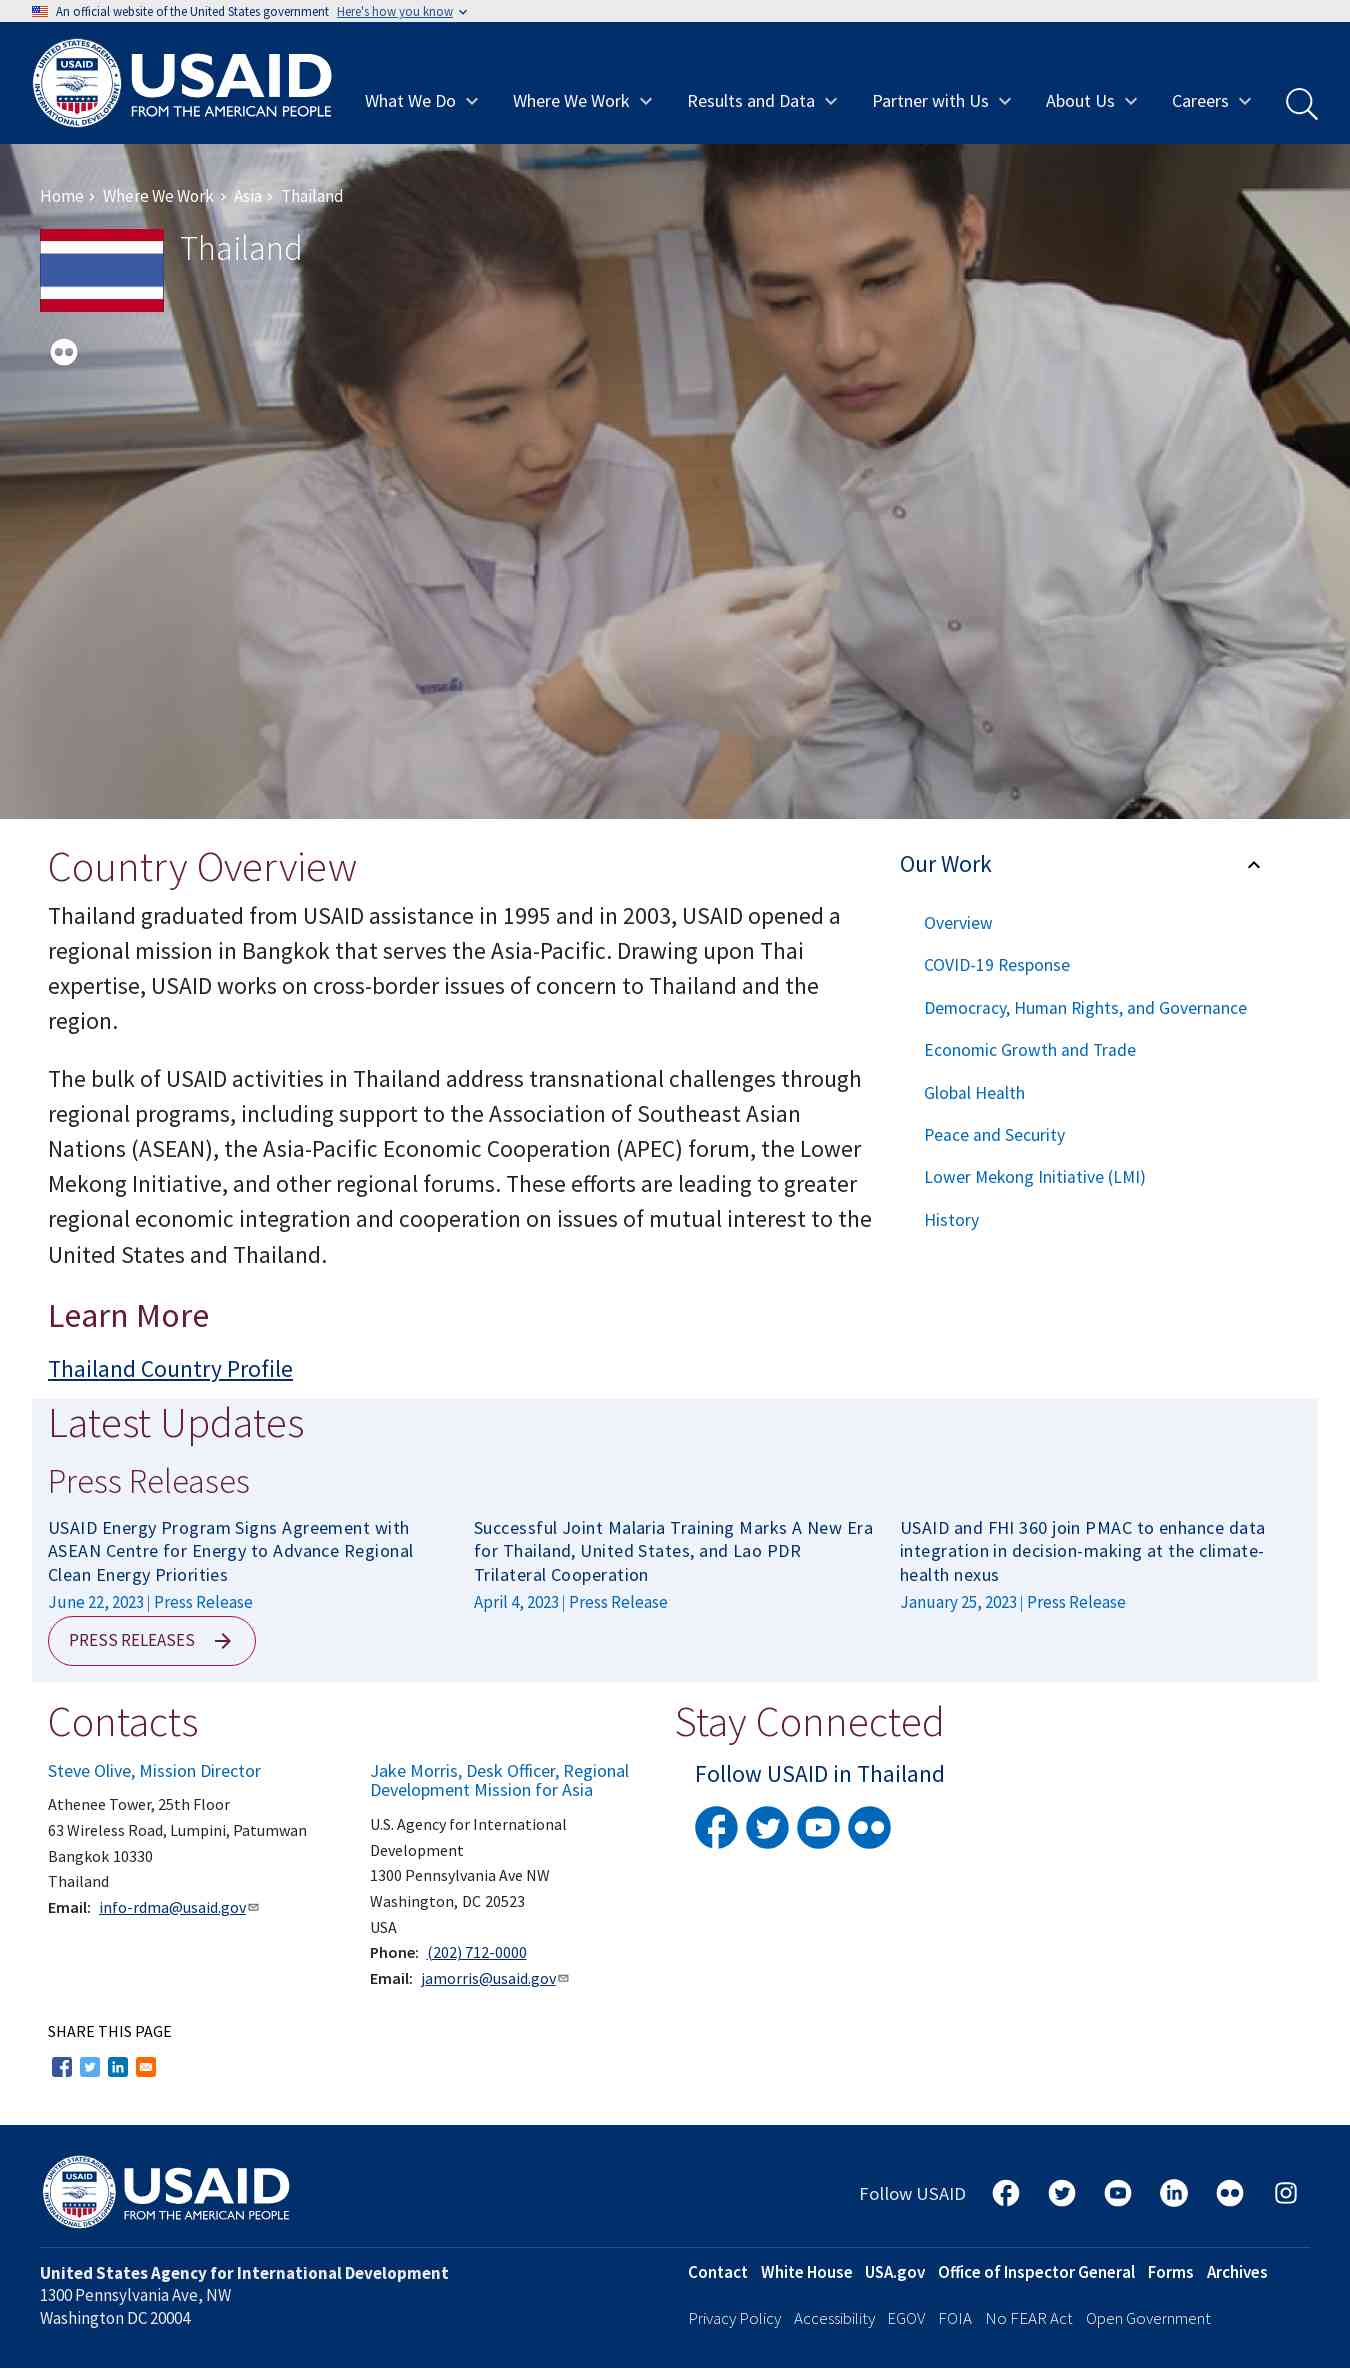 An official website of the United States government Here's how you know
USAID
FROM THE AMERICAN PEOPLE
What We Do
Where We Work
Results and Data
Partner with Us
About Us
Careers
Home
Where We Work
Asia
Thailand
Thailand
Country Overview
Thailand graduated from USAID assistance in 1995 and in 2003, USAID opened a
regional mission in Bangkok that serves the Asia-Pacific. Drawing upon Thai
expertise, USAID works on cross-border issues of concern to Thailand and the
region.
The bulk of USAID activities in Thailand address transnational challenges through
regional programs, including support to the Association of Southeast Asian
Nations (ASEAN), the Asia-Pacific Economic Cooperation (APEC) forum, the Lower
Mekong Initiative, and other regional forums. These efforts are leading to greater
regional economic integration and cooperation on issues of mutual interest to the
United States and Thailand.
Learn More
Thailand Country Profile
Our Work
Overview
COVID-19 Response
Democracy, Human Rights, and Governance
Economic Growth and Trade
Global Health
Peace and Security
Lower Mekong Initiative (LMI)
History
Latest Updates
Press Releases
USAID Energy Program Signs Agreement with
ASEAN Centre for Energy to Advance Regional
Clean Energy Priorities
June 22, 2023 | Press Release
Successful Joint Malaria Training Marks A New Era
for Thailand, United States, and Lao PDR
Trilateral Cooperation
April 4, 2023 | Press Release
USAID and FHI 360 join PMAC to enhance data
integration in decision-making at the climate-
health nexus
January 25, 2023 | Press Release
PRESS RELEASES
Contacts
Steve Olive, Mission Director
Athenee Tower, 25th Floor
63 Wireless Road, Lumpini, Patumwan
Bangkok 10330
Thailand
Email: info-rdma@usaid.gov
Jake Morris, Desk Officer, Regional
Development Mission for Asia
U.S. Agency for International
Development
1300 Pennsylvania Ave NW
Washington, DC 20523
USA
Phone: (202) 712-0000
Email: jamorris@usaid.gov
Stay Connected
Follow USAID in Thailand
SHARE THIS PAGE
USAID
FROM THE AMERICAN PEOPLE
Follow USAID
United States Agency for International Development
1300 Pennsylvania Ave, NW
Washington DC 20004
Contact White House USA.gov Office of Inspector General Forms Archives
Privacy Policy Accessibility EGOV FOIA No FEAR Act Open Government